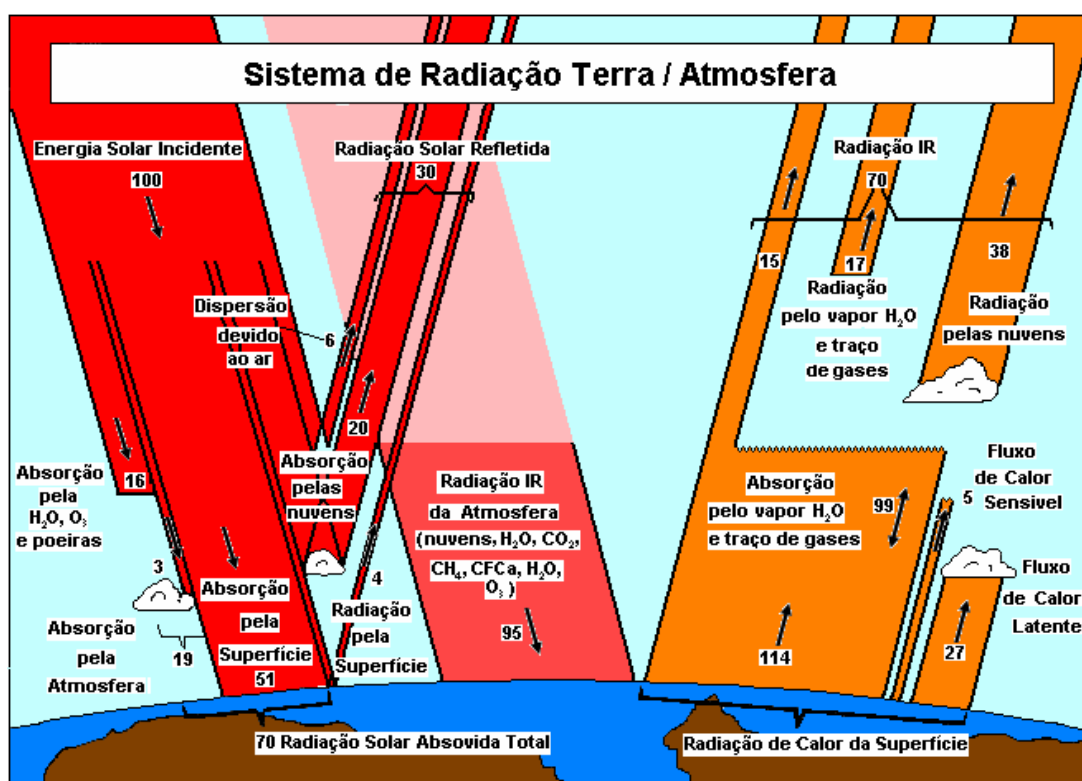 Sistema de Radiação Terra / Atmosfera
Energia Solar Incidente
100
Radiação Solar Refletida
30
Radiação IR
70
15
17
38
Radiação
pelo vapor H₂O
e traço
de gases
Radiação
pelas nuvens
Dispersão
devido
ao ar
6
20
16
Absorção
pela
H₂O, O₃
e poeiras
3
Absorção
pelas
nuvens
4
Radiação
pela
Superfície
Absorção
pela
Superfície
51
Absorção
pela
Atmosfera
19
Radiação IR
da Atmosfera
(nuvens, H₂O, CO₂,
CH₄, CFCa, H₂O,
O₃)
95
Absorção
pelo vapor H₂O
e traço de gases
99
114
Fluxo
de Calor
Sensivel
5
Fluxo
de Calor
Latente
27
70 Radiação Solar Absovida Total
Radiação de Calor da Superfície